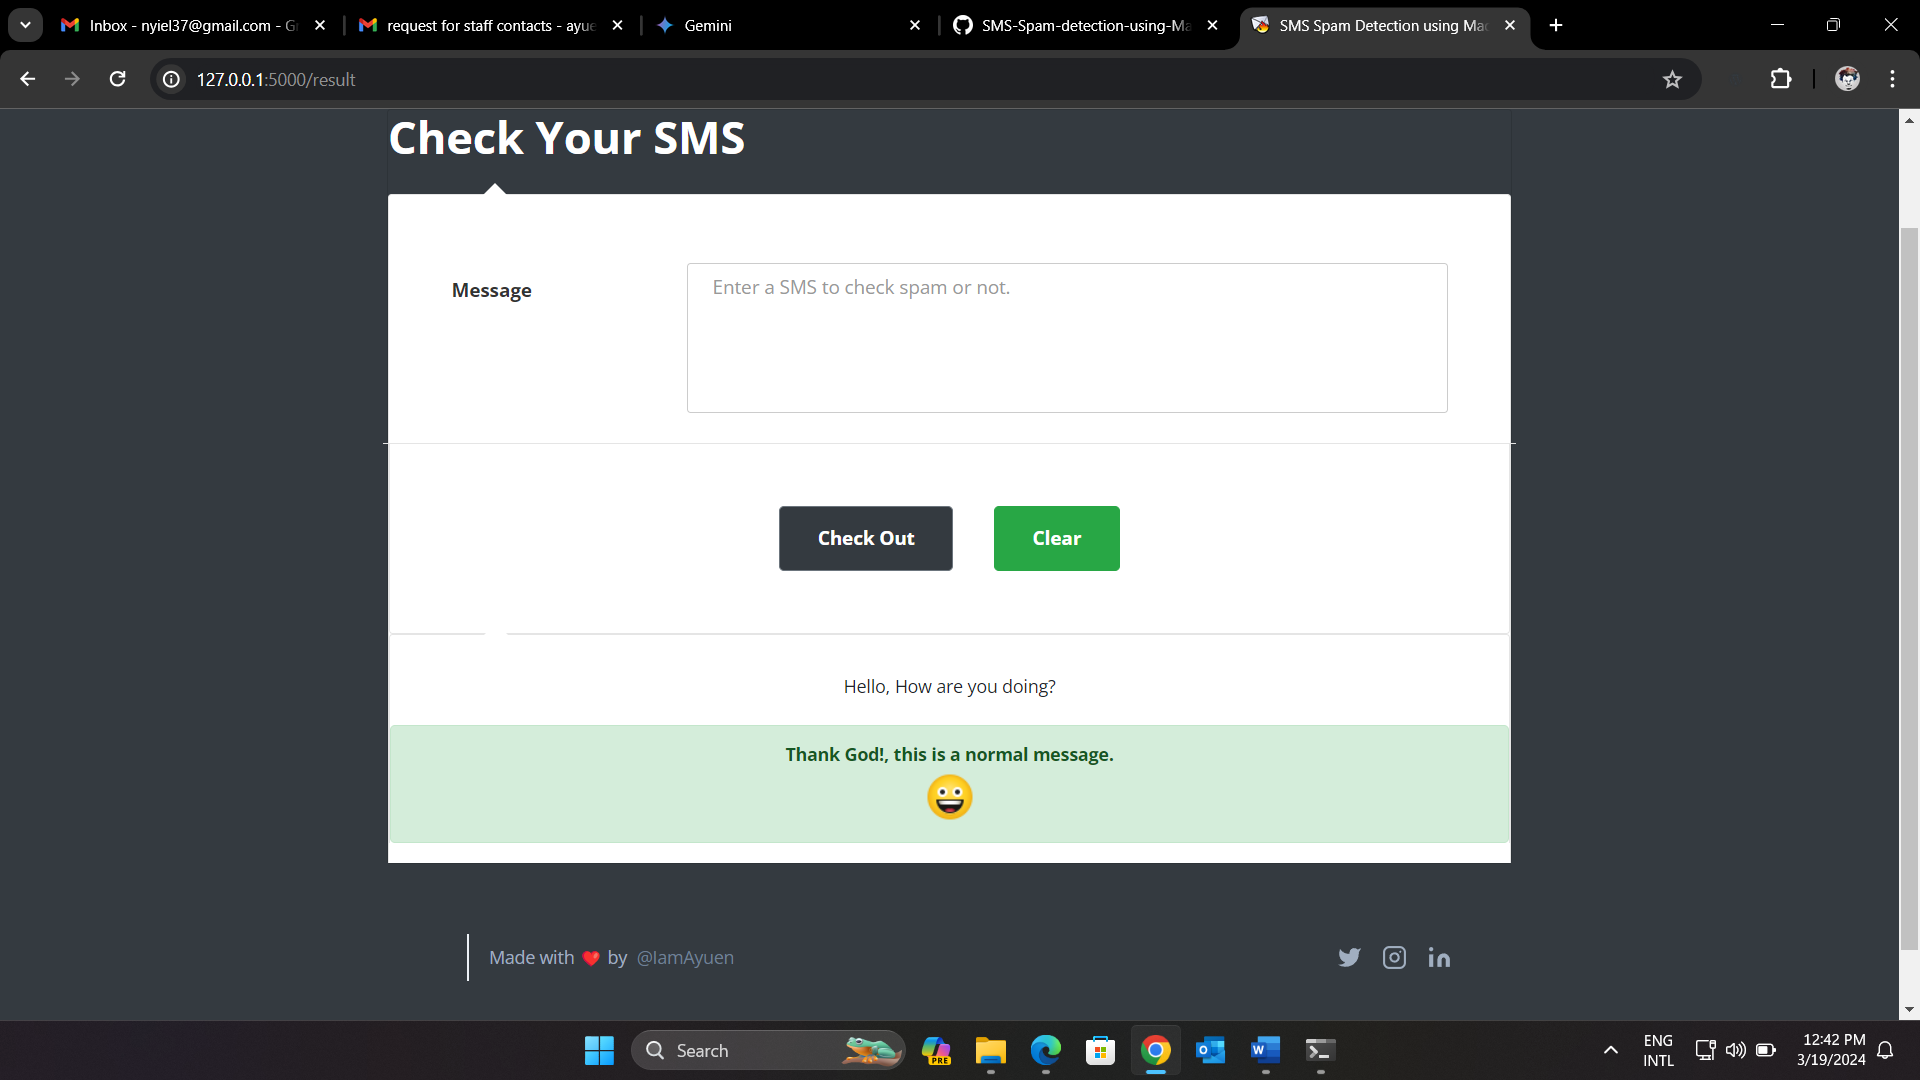 Inbox - nyiel37@gmail.com - G
request for staff contacts - ayue
Gemini
SMS-Spam-detection-using-Ma
SMS Spam Detection using Mac
127.0.0.1:5000/result
Check Your SMS
Message
Enter a SMS to check spam or not.
Check Out
Clear
Hello, How are you doing?
Thank God!, this is a normal message.
Made with ❤️ by @IamAyuen
Search
PRE
ENG
INTL
12:42 PM
3/19/2024